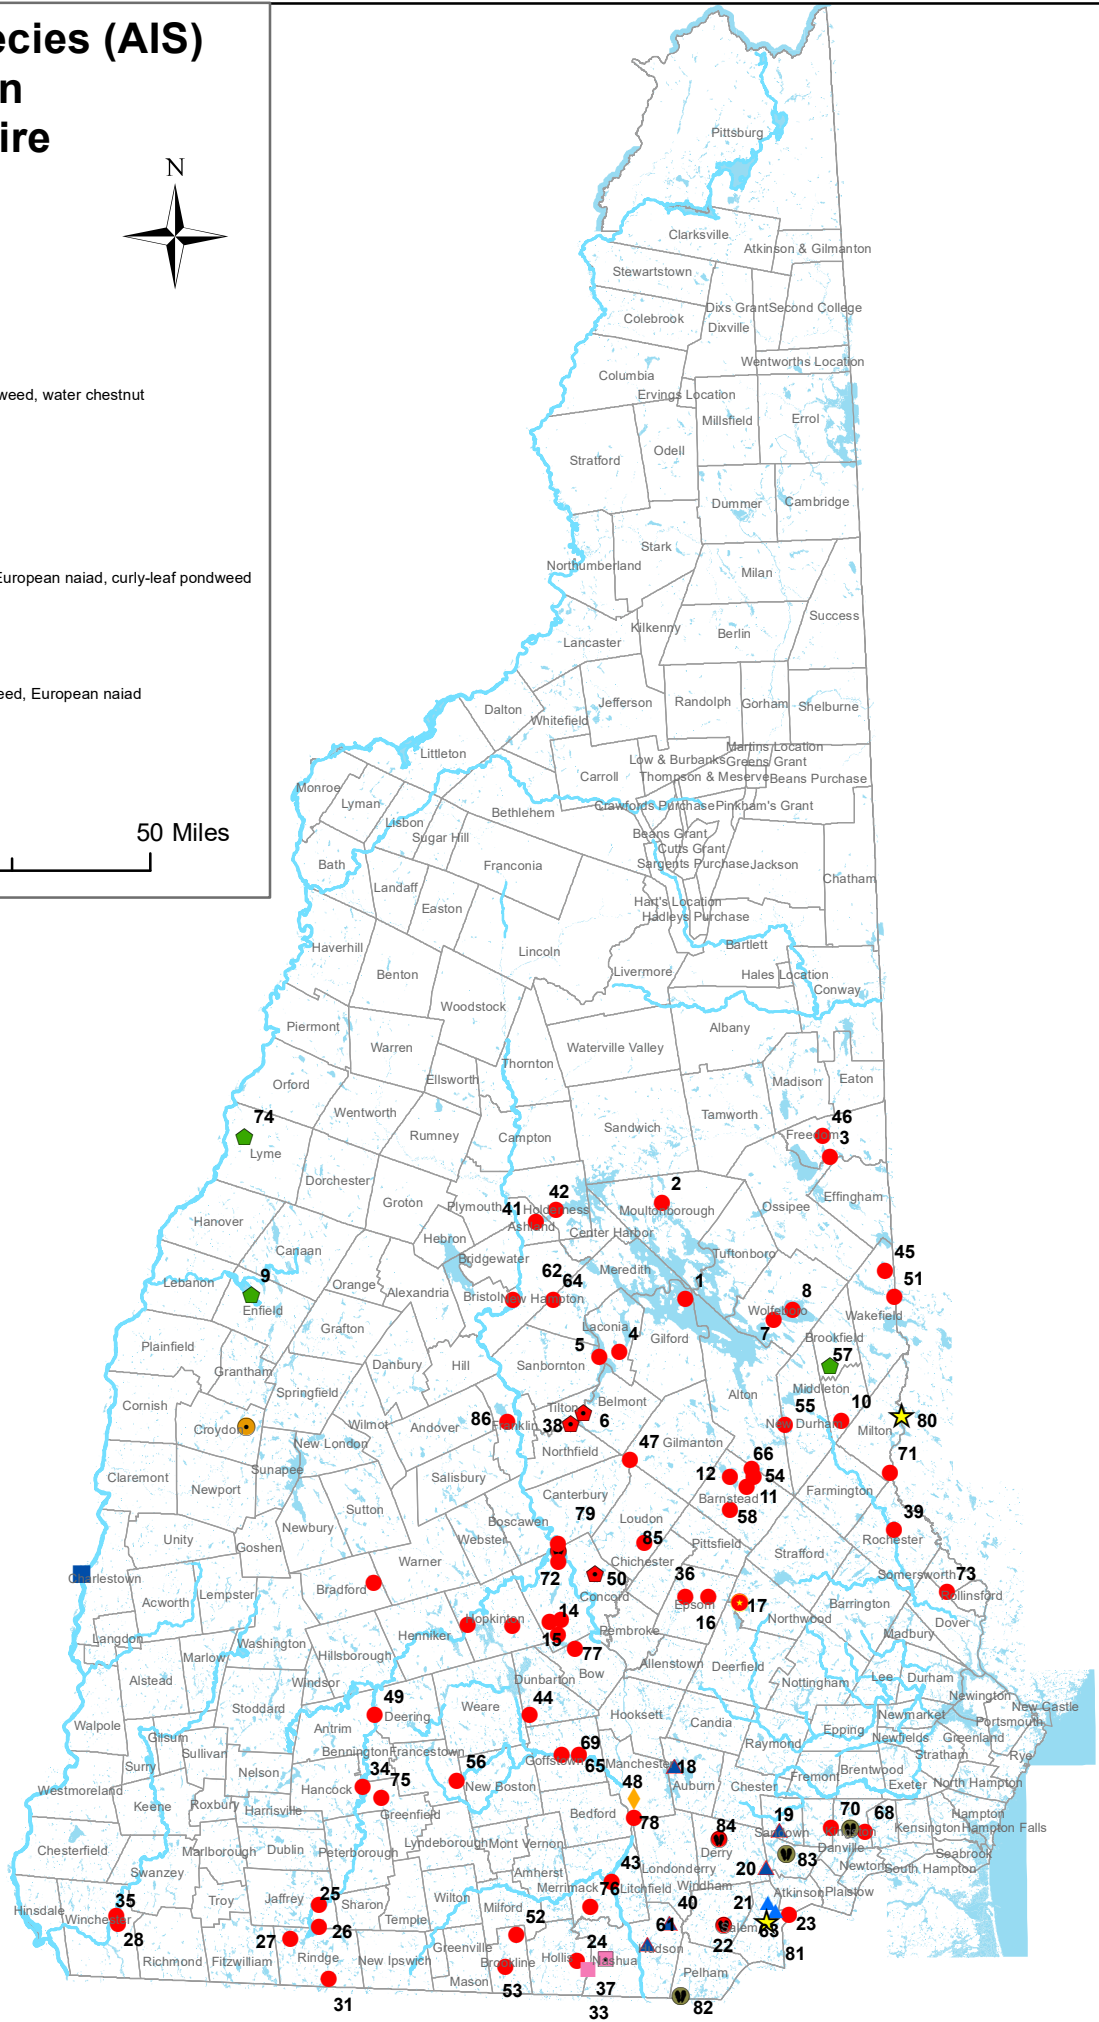 ecies (AIS)
n
ire
N
weed, water chestnut
European naiad, curly-leaf pondweed
eed, European naiad
50 Miles
Pittsburg
Clarksville
Atkinson & Gilmanton
Stewartstown
Dixs Grant
Second College
Colebrook
Dixville
Wentworths Location
Columbia
Ervings Location
Millsfield
Errol
Odell
Stratford
Dummer
Cambridge
Stark
Northumberland
Milan
Success
Kilkenny
Berlin
Lancaster
Jefferson
Randolph
Gorham
Shelburne
Dalton
Whitefield
Martins Location
Littleton
Low & Burbanks
Greens Grant
Carroll
Thompson & Meserve
Beans Purchase
Monroe
Lyman
Crawfords Purchase
Pinkham's Grant
Bethlehem
Lisbon
Sugar Hill
Beans Grant
Cutts Grant
Bath
Franconia
Sargents Purchase
Jackson
Chatham
Landaff
Easton
Hart's Location
Hadleys Purchase
Haverhill
Lincoln
Bartlett
Benton
Livermore
Hales Location
Conway
Woodstock
Piermont
Albany
Warren
Waterville Valley
Thornton
Orford
Ellsworth
Madison
Eaton
Wentworth
Tamworth
74
46
Rumney
Campton
Sandwich
Freedom
3
Lyme
Dorchester
2
42
Groton
Plymouth
41
Holderness
Moultonborough
Ossipee
Effingham
Hanover
Ashland
Center Harbor
Hebron
Canaan
Bridgewater
Tuftonboro
45
9
62
64
Meredith
51
Lebanon
Orange
Alexandria
Bristol
New Hampton
1
8
Enfield
Wolfeboro
Wakefield
Grafton
Laconia
4
Gilford
7
Brookfield
Plainfield
5
57
Danbury
Hill
Sanbornton
Grantham
Springfield
Middleton
Alton
Cornish
Belmont
55
10
Tilton
Croydon
Wilmot
Andover
86
Franklin
38
6
New Durham
Milton
80
New London
Northfield
Gilmanton
47
66
71
Sunapee
12
54
Claremont
Salisbury
Newport
Canterbury
Barnstead
11
Farmington
Sutton
79
58
39
Newbury
Boscawen
Loudon
Unity
Webster
85
Pittsfield
Rochester
Goshen
Warner
Chichester
Strafford
Charlestown
72
50
36
Somersworth
73
Bradford
Lempster
Concord
Rollinsford
Acworth
Epsom
17
Barrington
14
16
Northwood
Hopkinton
Dover
Langdon
Henniker
15
Pembroke
Madbury
Washington
77
Marlow
Hillsborough
Allenstown
Deerfield
Bow
Alstead
Windsor
Dunbarton
Nottingham
Lee
Durham
49
44
Newington
Stoddard
Weare
New Castle
Deering
Hooksett
Newmarket
Portsmouth
Walpole
Antrim
Candia
Epping
Gilsum
Newfields
Greenland
Sullivan
Bennington
Francestown
69
Raymond
Stratham
Rye
Surry
Nelson
34
56
Goffstown
65
Manchester
18
Brentwood
Westmoreland
Hancock
75
New Boston
Auburn
Chester
Fremont
Exeter
North Hampton
Keene
Roxbury
Harrisville
48
Greenfield
Bedford
78
19
70
68
Hampton
84
Sandown
Kingston
Kensington
Hampton Falls
Chesterfield
Marlborough
Dublin
Peterborough
Lyndeborough
Mont Vernon
Derry
83
Danville
Seabrook
43
20
Newton
South Hampton
Swanzey
Amherst
Londonderry
Merrimack
76
Litchfield
Windham
Atkinson
Plaistow
35
Troy
Jaffrey
25
Sharon
Wilton
Milford
40
21
Hinsdale
Winchester
Temple
52
61
Salem
23
28
26
24
22
63
27
Greenville
Hollis
Nashua
Hudson
81
Richmond
Fitzwilliam
Rindge
New Ipswich
Brookline
Pelham
Mason
53
37
31
33
82